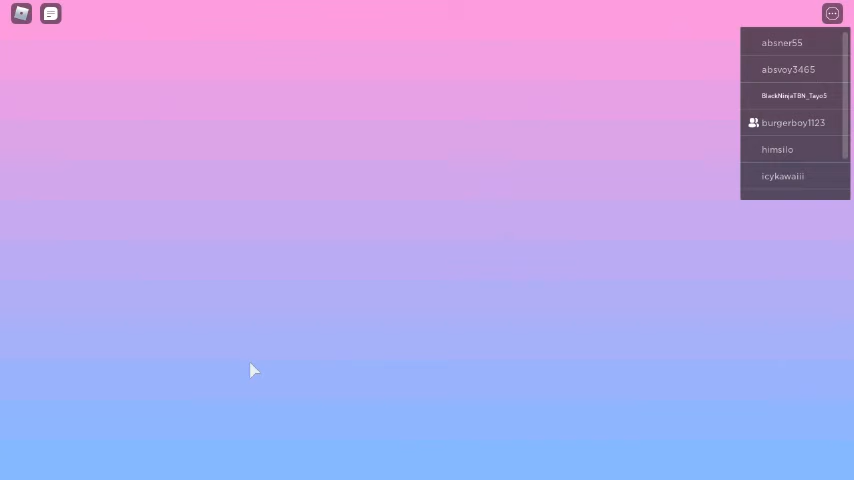 absner55
absvoy3465
BlackNinjaTBN_Tayo5
burgerboy1123
himsilo
icykawaiii